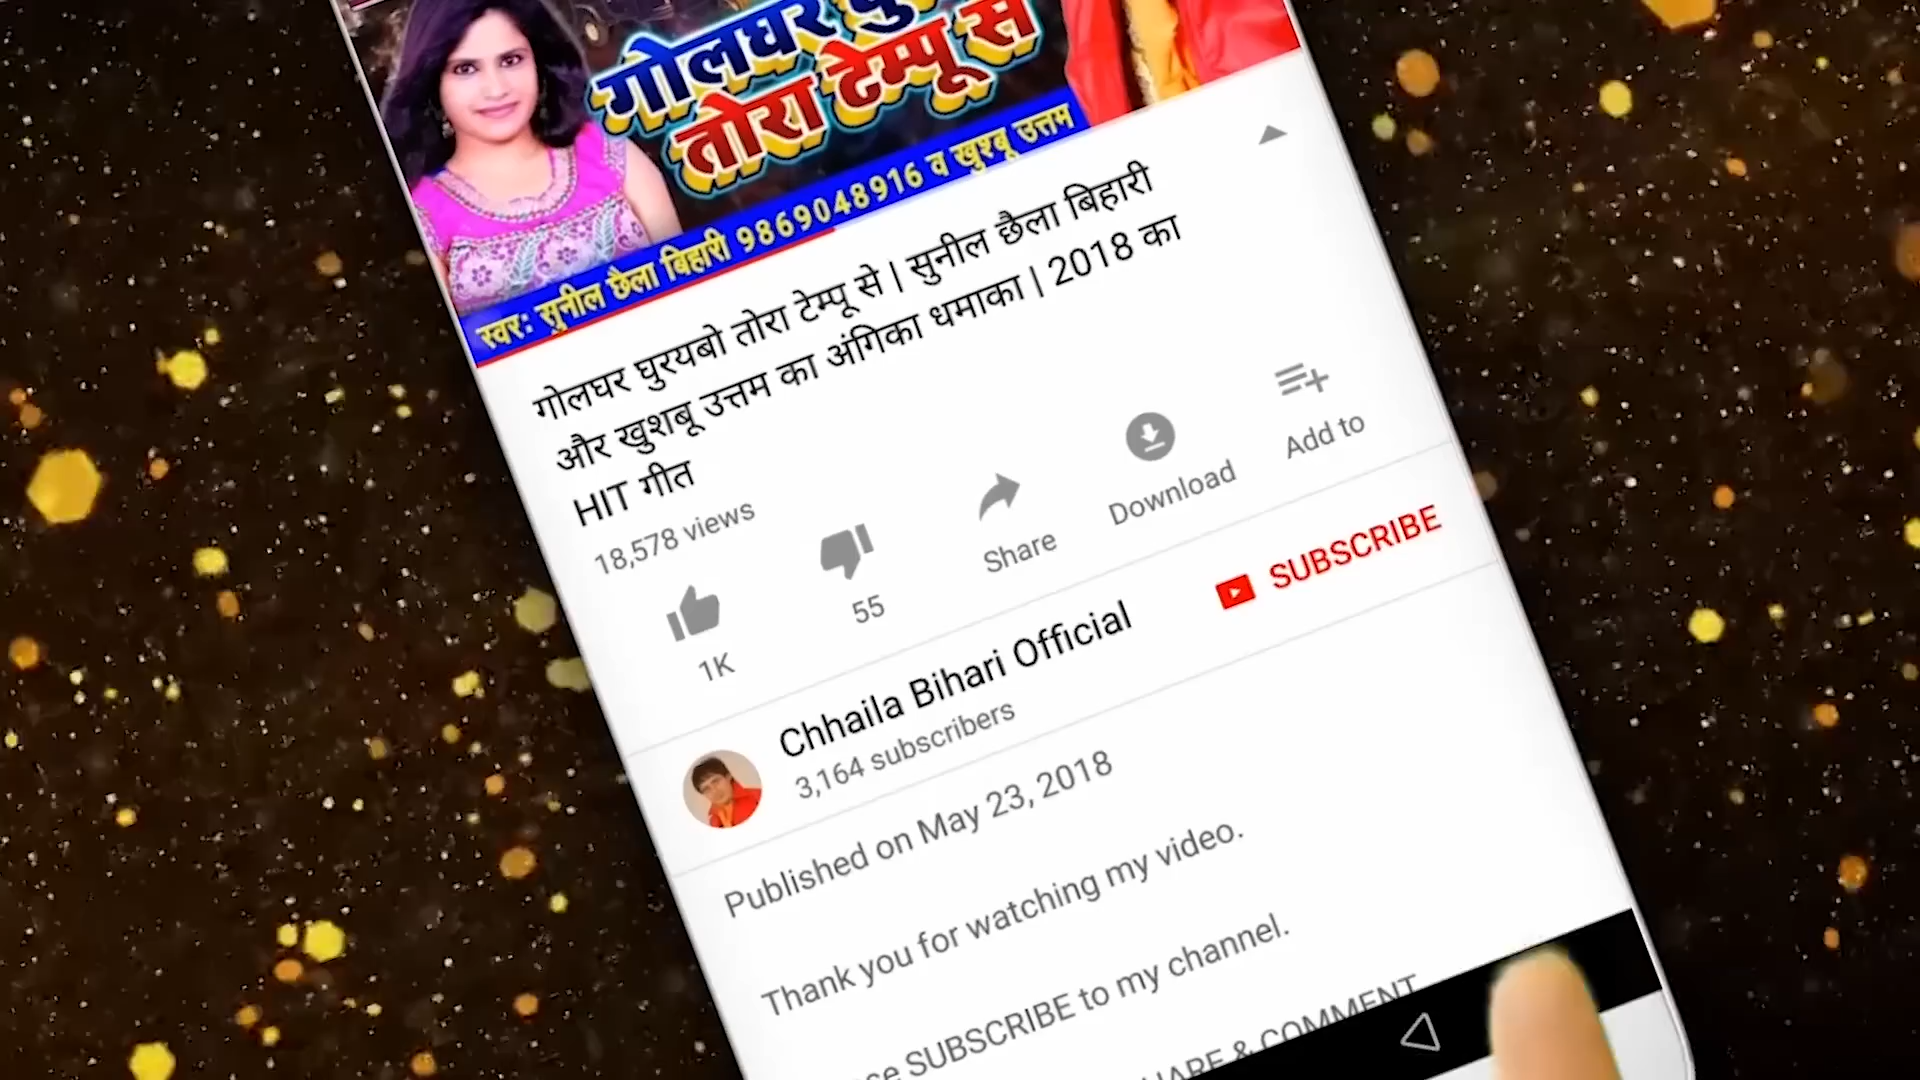 गोलघर
तोरा टेम्पू से
स्वर: सुनील छैला बिहारी 9869048916 व खुश्बू उत्तम
गोलघर घुरयबो तोरा टेम्पू से | सुनील छैला बिहारी
और खुशबू उत्तम का अंगिका धमाका | 2018 का
HIT गीत
18,578 views
1K
55
Share
Download
Add to
Chhaila Bihari Official
3,164 subscribers
SUBSCRIBE
Published on May 23, 2018
Thank you for watching my video.
SUBSCRIBE to my channel.
& COMMENT